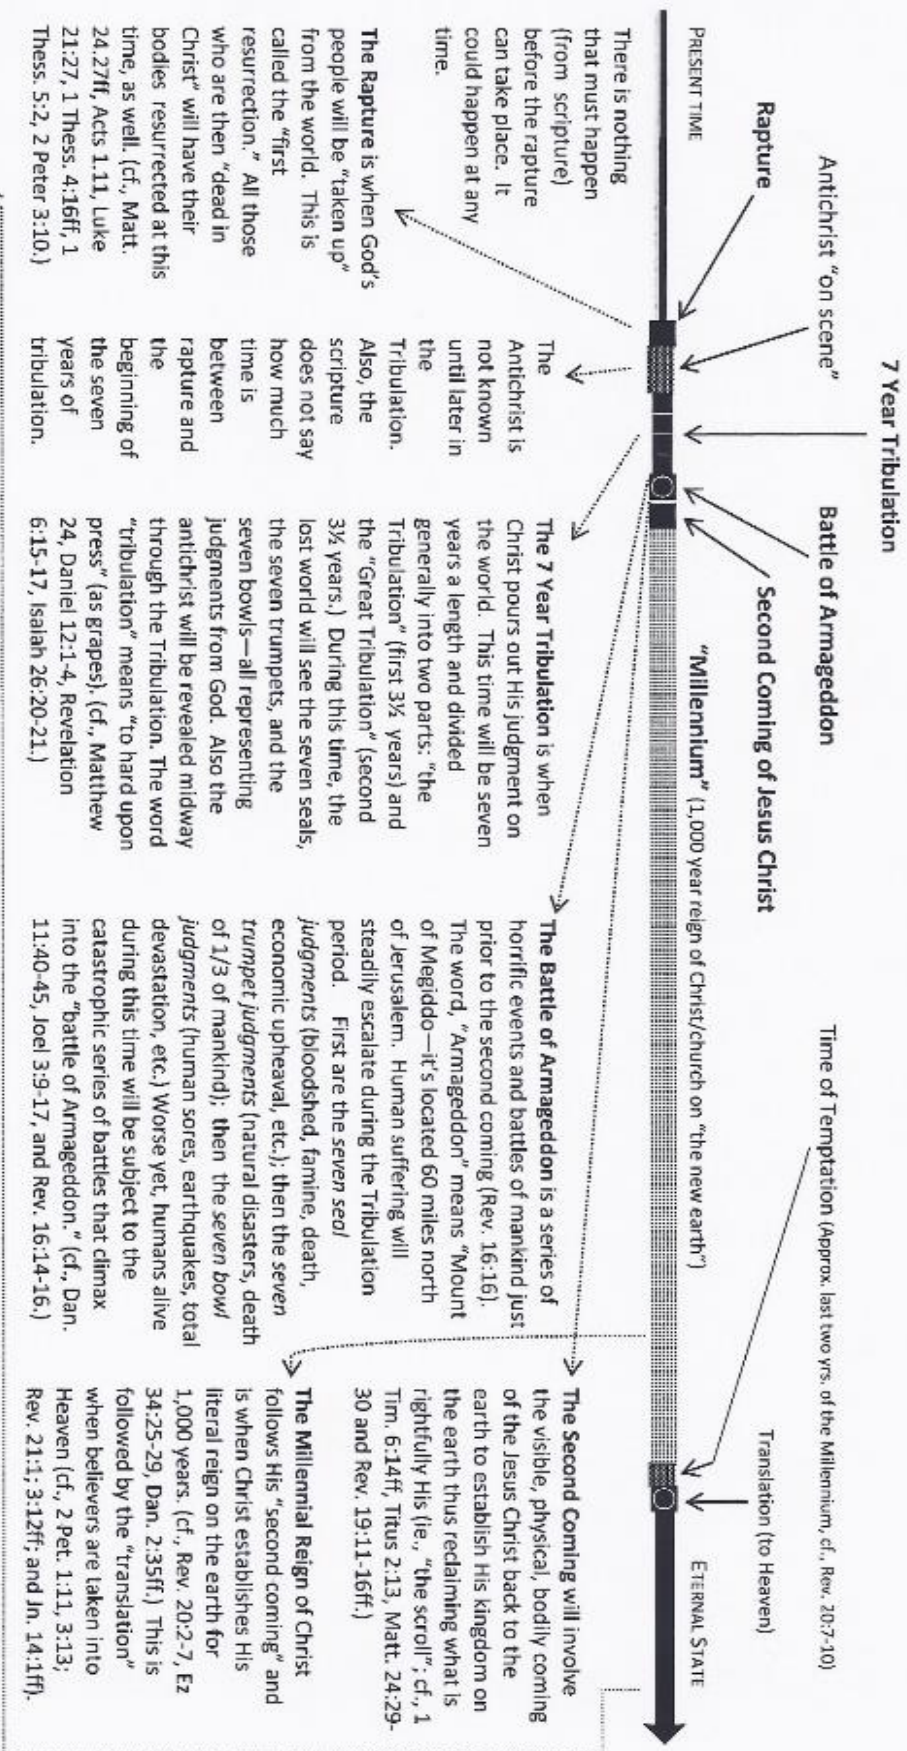 7 Year Tribulation
Antichrist “on scene”
Battle of Armageddon
Time of Temptation (Approx. last two yrs. of the Millennium, cf., Rev. 20:7-10)
Rapture
Second Coming of Jesus Christ
Translation (to Heaven)
PRESENT TIME
“Millennium” (1,000 year reign of Christ/church on “the new earth”)
ETERNAL STATE
There is nothing
that must happen
(from scripture)
before the rapture
can take place. It
could happen at any
time.
The Rapture is when God’s
people will be “taken up”
from the world. This is
called the “first
resurrection.” All those
who are then “dead in
Christ” will have their
bodies resurrected at this
time, as well. (cf., Matt.
24.27ff, Acts 1.11, Luke
21:27, 1 Thess. 4:16ff, 1
Thess. 5:2, 2 Peter 3:10.)
The
Antichrist is
not known
until later in
the
Tribulation.
Also, the
scripture
does not say
how much
time is
between
rapture and
the
beginning of
the seven
years of
tribulation.
The 7 Year Tribulation is when
Christ pours out His judgment on
the world. This time will be seven
years a length and divided
generally into two parts: “the
Tribulation” (first 3½ years) and
the “Great Tribulation” (second
3½ years.) During this time, the
lost world will see the seven seals,
the seven trumpets, and the
seven bowls—all representing
judgments from God. Also the
antichrist will be revealed midway
through the Tribulation. The word
“tribulation” means “to hard upon
press” (as grapes). (cf., Matthew
24, Daniel 12:1-4, Revelation
6:15-17, Isaiah 26:20-21.)
The Battle of Armageddon is a series of
horrific events and battles of mankind just
prior to the second coming (Rev. 16:16).
The word, “Armageddon” means “Mount
of Megiddo—it’s located 60 miles north
of Jerusalem. Human suffering will
steadily escalate during the Tribulation
period. First are the seven seal
judgments (bloodshed, famine, death,
economic upheaval, etc.); then the seven
trumpet judgments (natural disasters, death
of 1/3 of mankind); then the seven bowl
judgments (human sores, earthquakes, total
devastation, etc.) Worse yet, humans alive
during this time will be subject to the
catastrophic series of battles that climax
into the “battle of Armageddon.” (cf., Dan.
11:40-45, Joel 3:9-17, and Rev. 16:14-16.)
The Second Coming will involve
the visible, physical, bodily coming
of the Jesus Christ back to the
earth to establish His kingdom on
the earth thus reclaiming what is
rightfully His (ie., “the scroll”; cf., 1
Tim. 6:14ff, Titus 2:13, Matt. 24:29-
30 and Rev. 19:11-16ff.)
The Millennial Reign of Christ
follows His “second coming” and
is when Christ establishes His
literal reign on the earth for
1,000 years. (cf., Rev. 20:2-7, Ez
34:25-29, Dan. 2:35ff.) This is
followed by the “translation”
when believers are taken into
Heaven (cf., 2 Pet. 1:11, 3:13;
Rev. 21:1; 3:12ff; and Jn. 14:1ff).